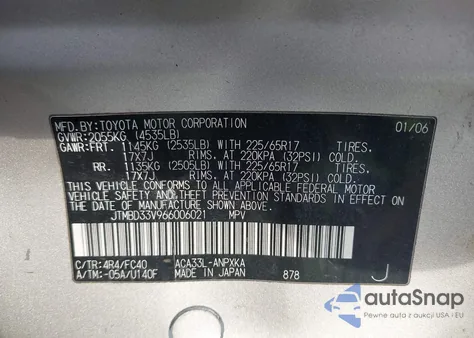 MFD.BY:TOYOTA MOTOR CORPORATION 01/06
GVWR:2055KG (4535LB)
GAWR:FRT. 1145KG (2535LB) WITH 225/65R17 TIRES.
17X7J RIMS. AT 220KPA (32PSI) COLD.
RR. 1135KG (2505LB) WITH 225/65R17 TIRES.
17X7J RIMS. AT 220KPA (32PSI) COLD.
THIS VEHICLE CONFORMS TO ALL APPLICABLE FEDERAL MOTOR
VEHICLE SAFETY AND BUMPER STANDARDS IN EFFECT ON
THE DATE OF MANUFACTURE SHOWN ABOVE.
JTMBD33V966006021 MPV
C/TR:4R4/FC40 ACA33L-ANPXKA
A/TM:-05A/U140F MADE IN JAPAN 878 J
autoSnap
Pewne auta z USA i EU